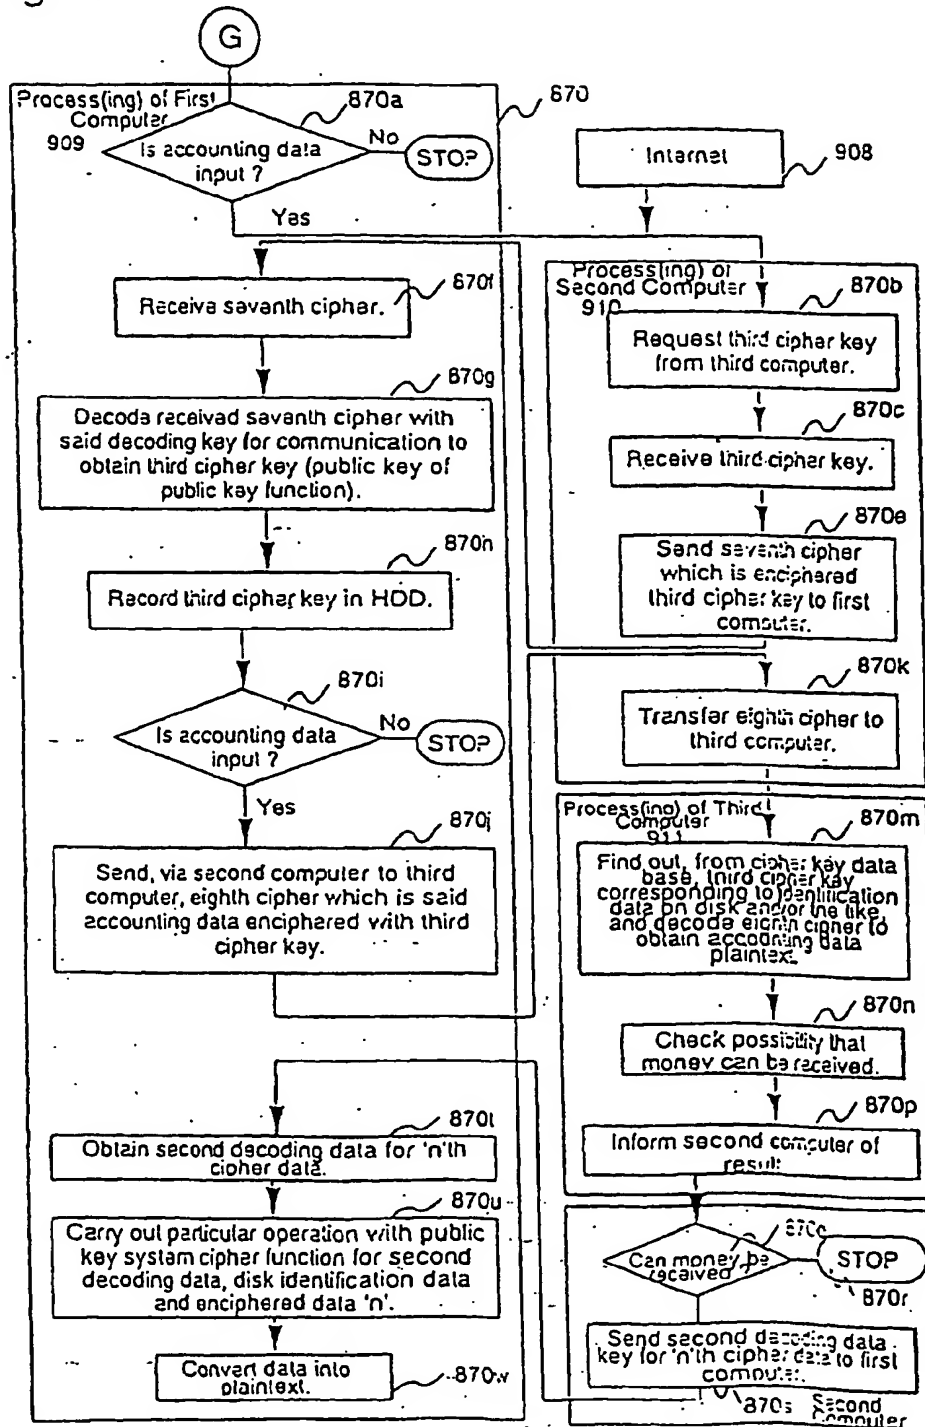 G
Process(ing) of First
Computer
909
870a
870
Is accounting data
input ?
No
STOP
Yes
Internet
908
870f
Receive seventh cipher.
870g
Decode received seventh cipher with
said decoding key for communication to
obtain third cipher key (public key of
public key function).
870h
Record third cipher key in HDD.
870i
Is accounting data
input ?
No
STOP
Yes
870j
Send, via second computer to third
computer, eighth cipher which is said
accounting data enciphered with third
cipher key.
Process(ing) of
Second Computer
910
870b
Request third cipher key
from third computer.
870c
Receive third cipher key.
870e
Send seventh cipher
which is enciphered
third cipher key to first
computer.
870k
Transfer eighth cipher to
third computer.
Process(ing) of Third
Computer
911
870m
Find out, from cipher key data
base, third cipher key
corresponding to identification
data on disk and/or the like
and decode eighth cipher to
obtain accounting data
plaintext.
870n
Check possibility that
money can be received.
870p
Inform second computer of
result.
870q
Can money be
received ?
STOP
870r
Send second decoding data
key for 'n'th cipher data to first
computer.
870s
Second
Computer
870t
Obtain second decoding data for 'n'th
cipher data.
870u
Carry out particular operation with public
key system cipher function for second
decoding data, disk identification data
and enciphered data 'n'.
Convert data into
plaintext.
870w